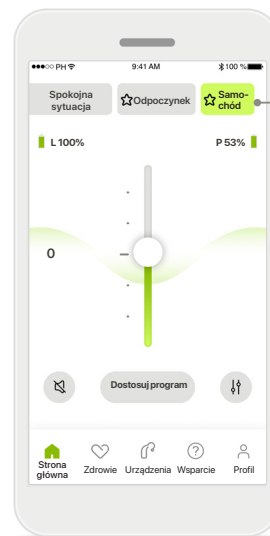 ●●●○○ PH 9:41 AM 100 %
Spokojna
sytuacja
Odpoczynek
Samo-
chód
L 100%
P 53%
0
Dostosuj program
Strona
główna
Zdrowie
Urządzenia
Wsparcie
Profil